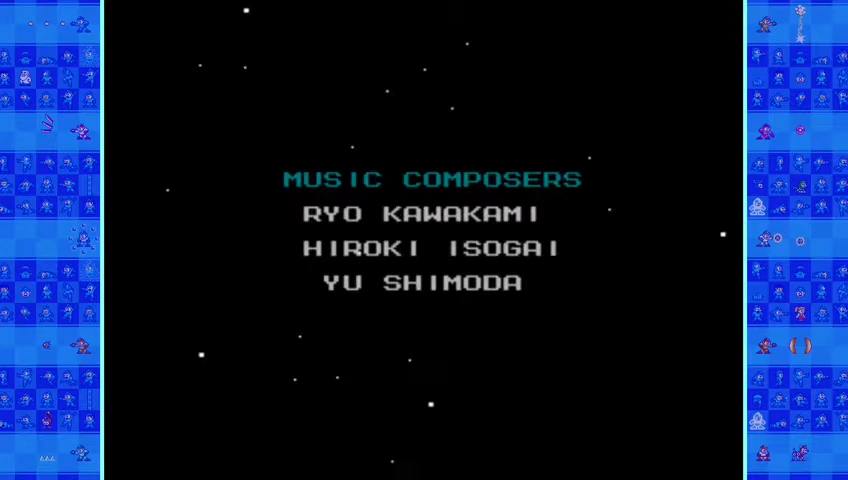 MUSIC COMPOSERS
RYO KAWAKAMI
HIROKI ISOGAI
YU SHIMODA